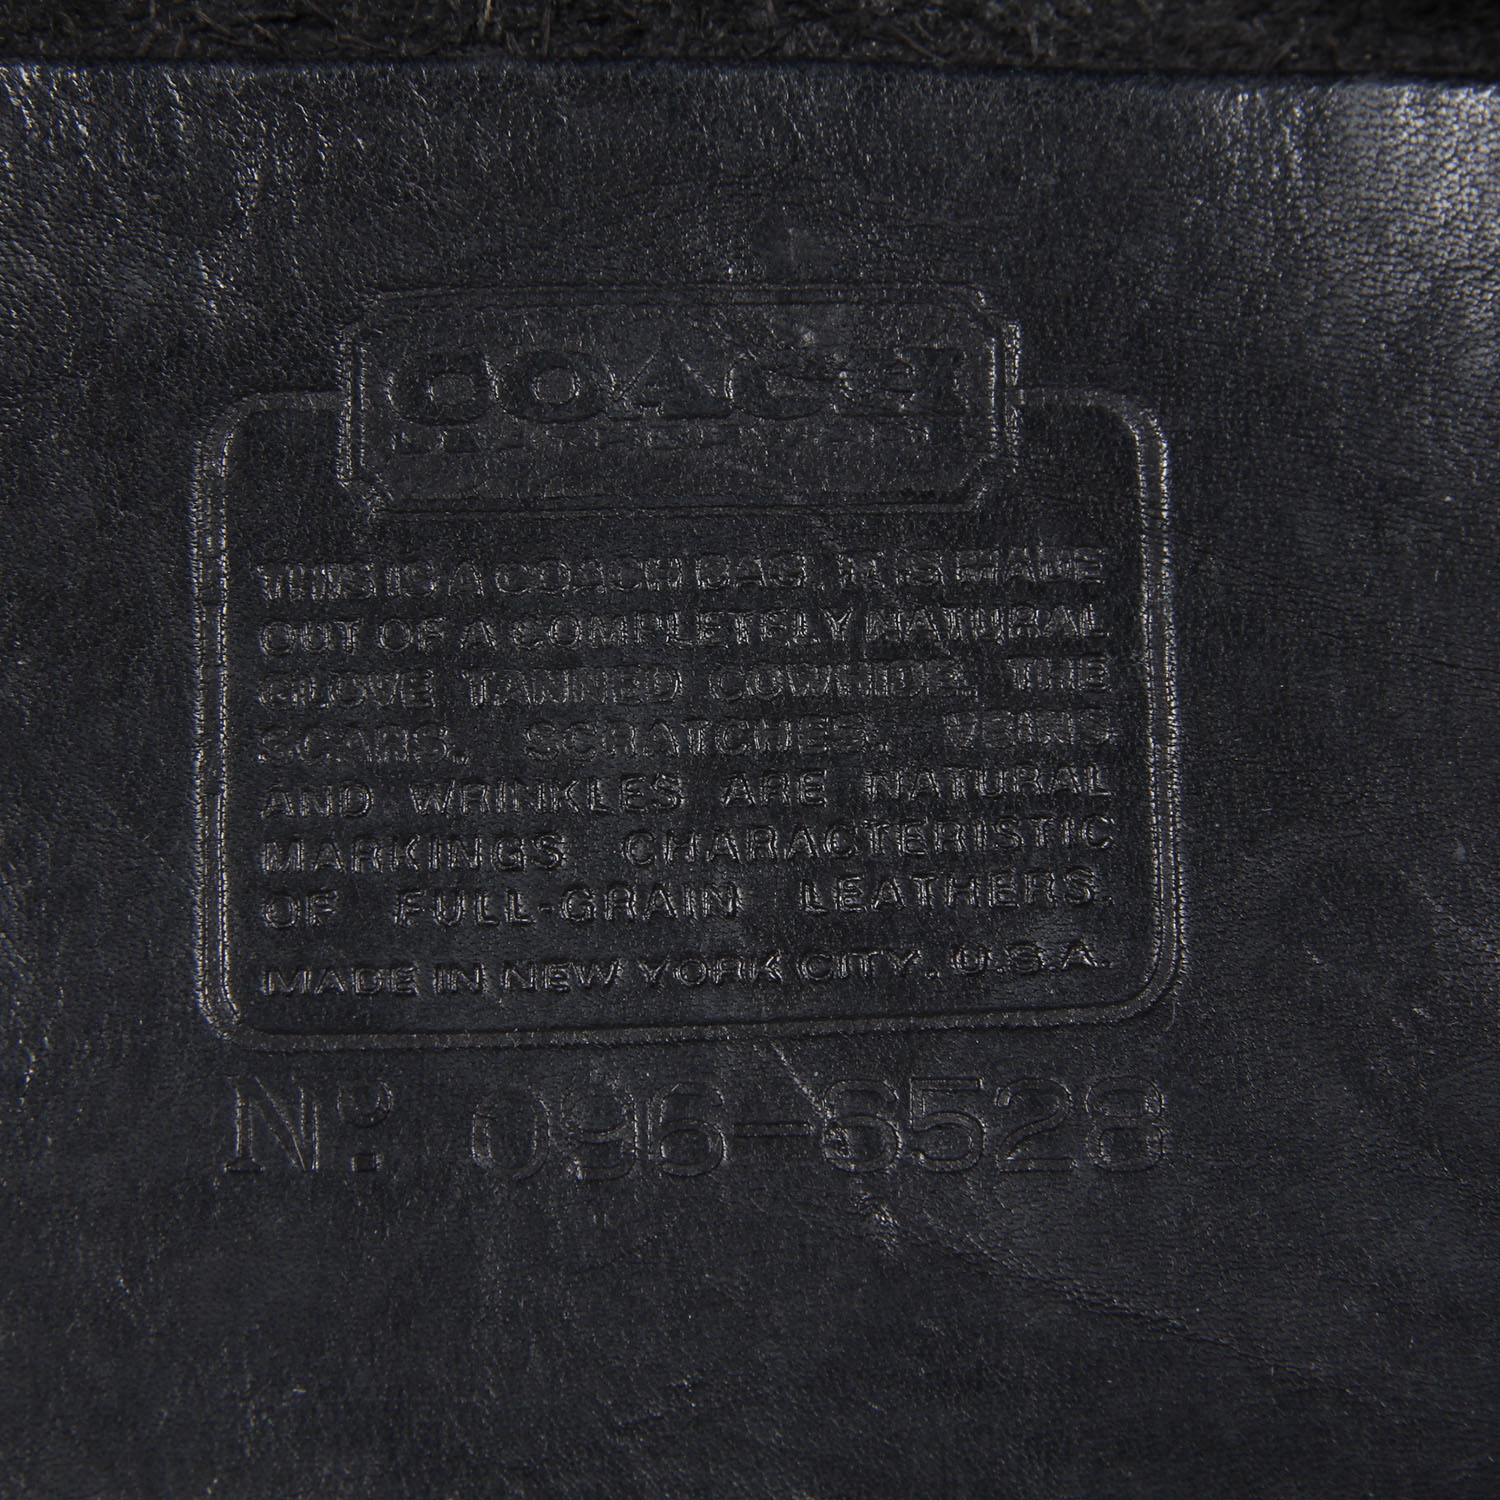 COACH
THIS IS A COACH BAG. IT IS MADE
OUT OF A COMPLETELY NATURAL
GLOVE TANNED COWHIDE. THE
SCARS, SCRATCHES, VEINS
AND WRINKLES ARE NATURAL
MARKINGS CHARACTERISTIC
OF FULL-GRAIN LEATHERS.
MADE IN NEW YORK CITY, U.S.A.
Nº 096-6528